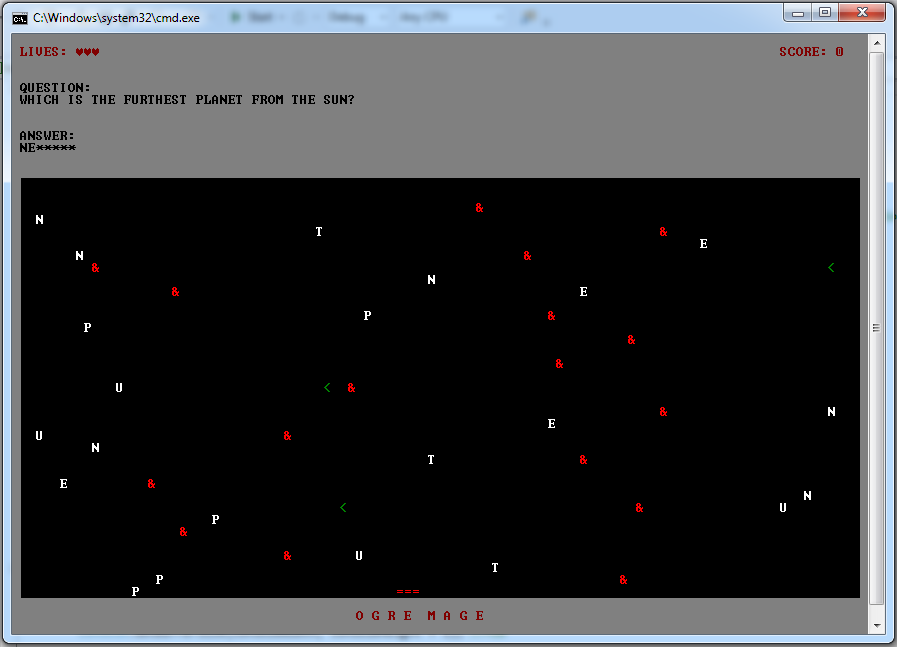 C:\Windows\system32\cmd.exe
LIVES: ♥♥♥ SCORE: 0
QUESTION:
WHICH IS THE FURTHEST PLANET FROM THE SUN?
ANSWER:
NE*****
&
N
T & E
N &
& <
N
& E
P &
P
&
&
U < &
& N
E
U &
N
T &
E &
N
< & U
P
&
& U
T
P &
P ===
O G R E M A G E